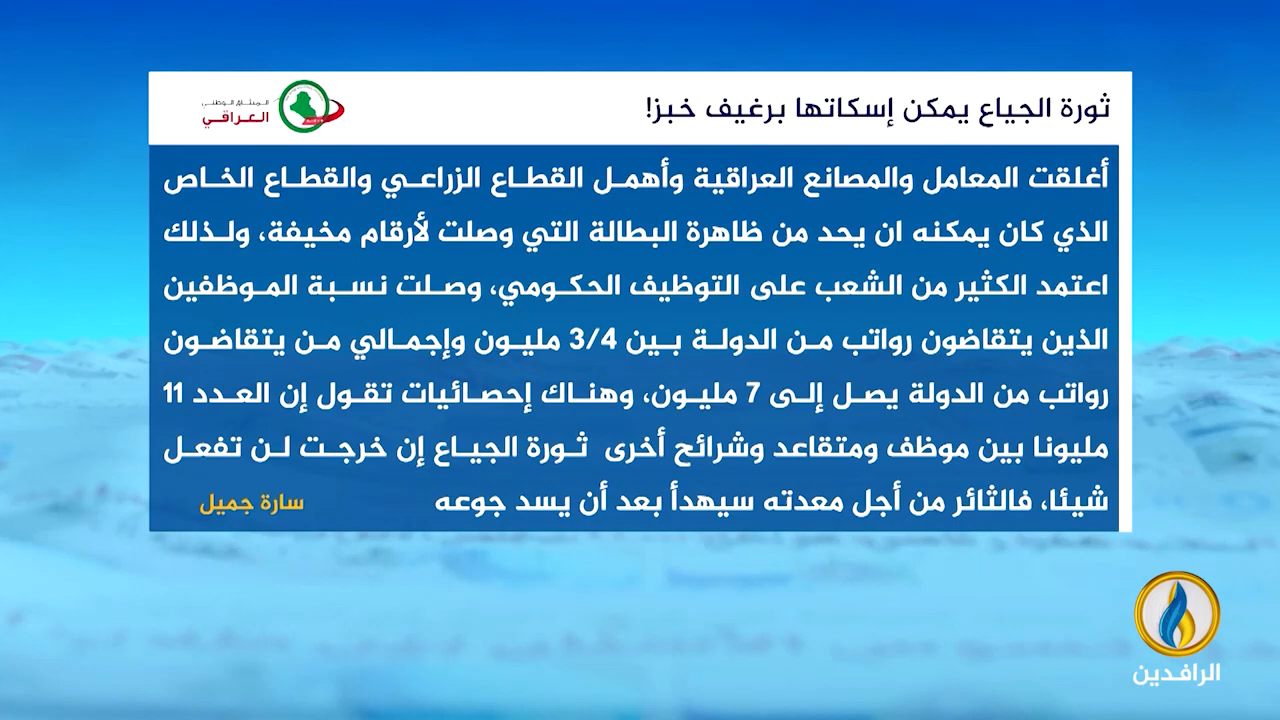 ثورة الجياع يمكن إسكاتها برغيف خبز!
الميثاق الوطني
العراقي
أغلقت المعامل والمصانع العراقية وأهمل القطاع الزراعي والقطاع الخاص
الذي كان يمكنه ان يحد من ظاهرة البطالة التي وصلت لأرقام مخيفة، ولذلك
اعتمد الكثير من الشعب على التوظيف الحكومي، وصلت نسبة الموظفين
الذين يتقاضون رواتب من الدولة بين 3/4 مليون وإجمالي من يتقاضون
رواتب من الدولة يصل إلى 7 مليون، وهناك إحصائيات تقول إن العدد 11
مليونا بين موظف ومتقاعد وشرائح أخرى ثورة الجياع إن خرجت لن تفعل
شيئا، فالثائر من أجل معدته سيهدأ بعد أن يسد جوعه
سارة جميل
الرافدين